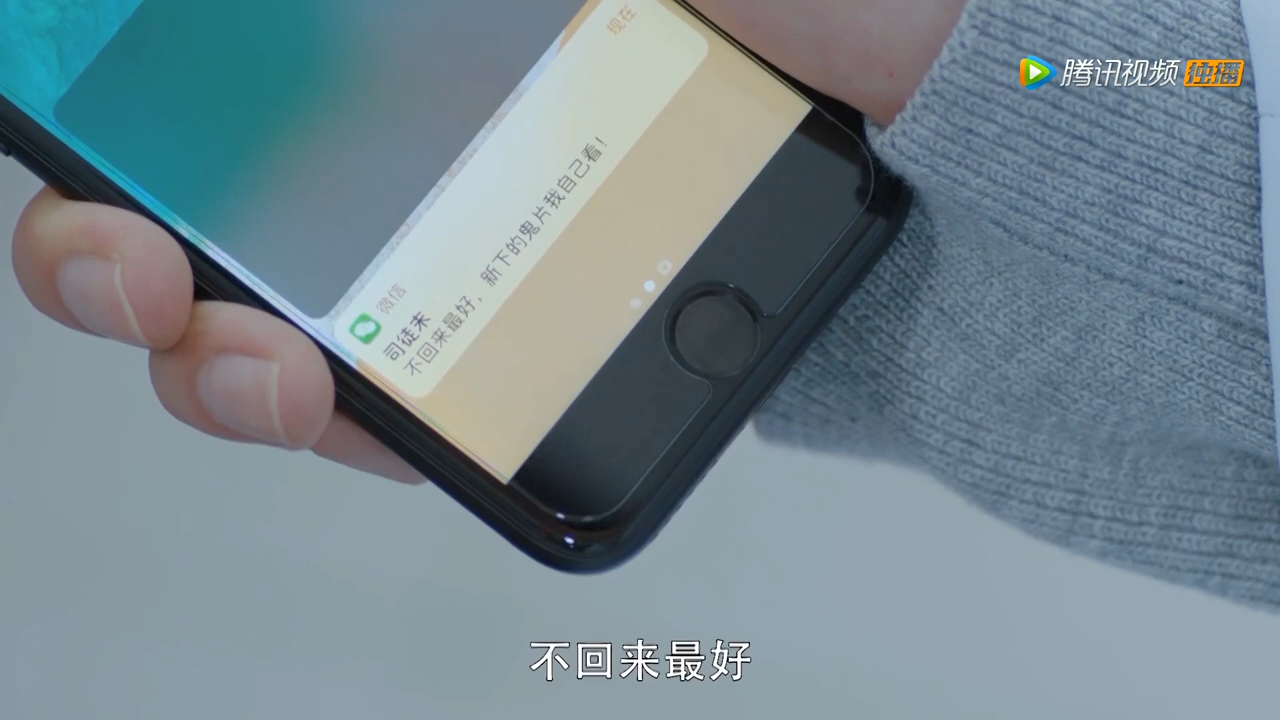 腾讯视频 独播
现在
微信
司徒末
不回来最好，新下的鬼片我自己看！
不回来最好